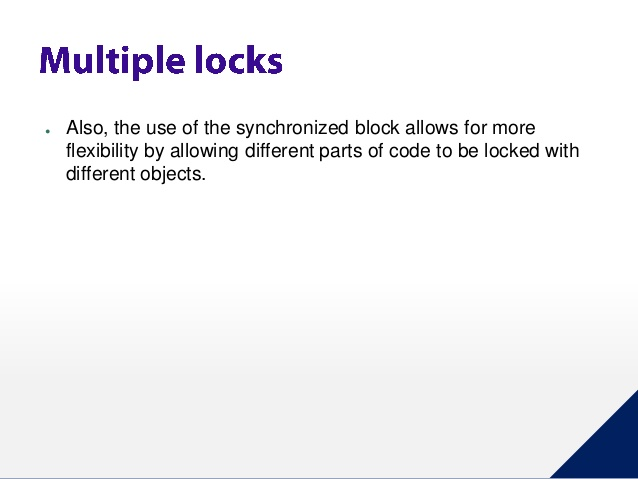 Multiple locks
● Also, the use of the synchronized block allows for more
flexibility by allowing different parts of code to be locked with
different objects.